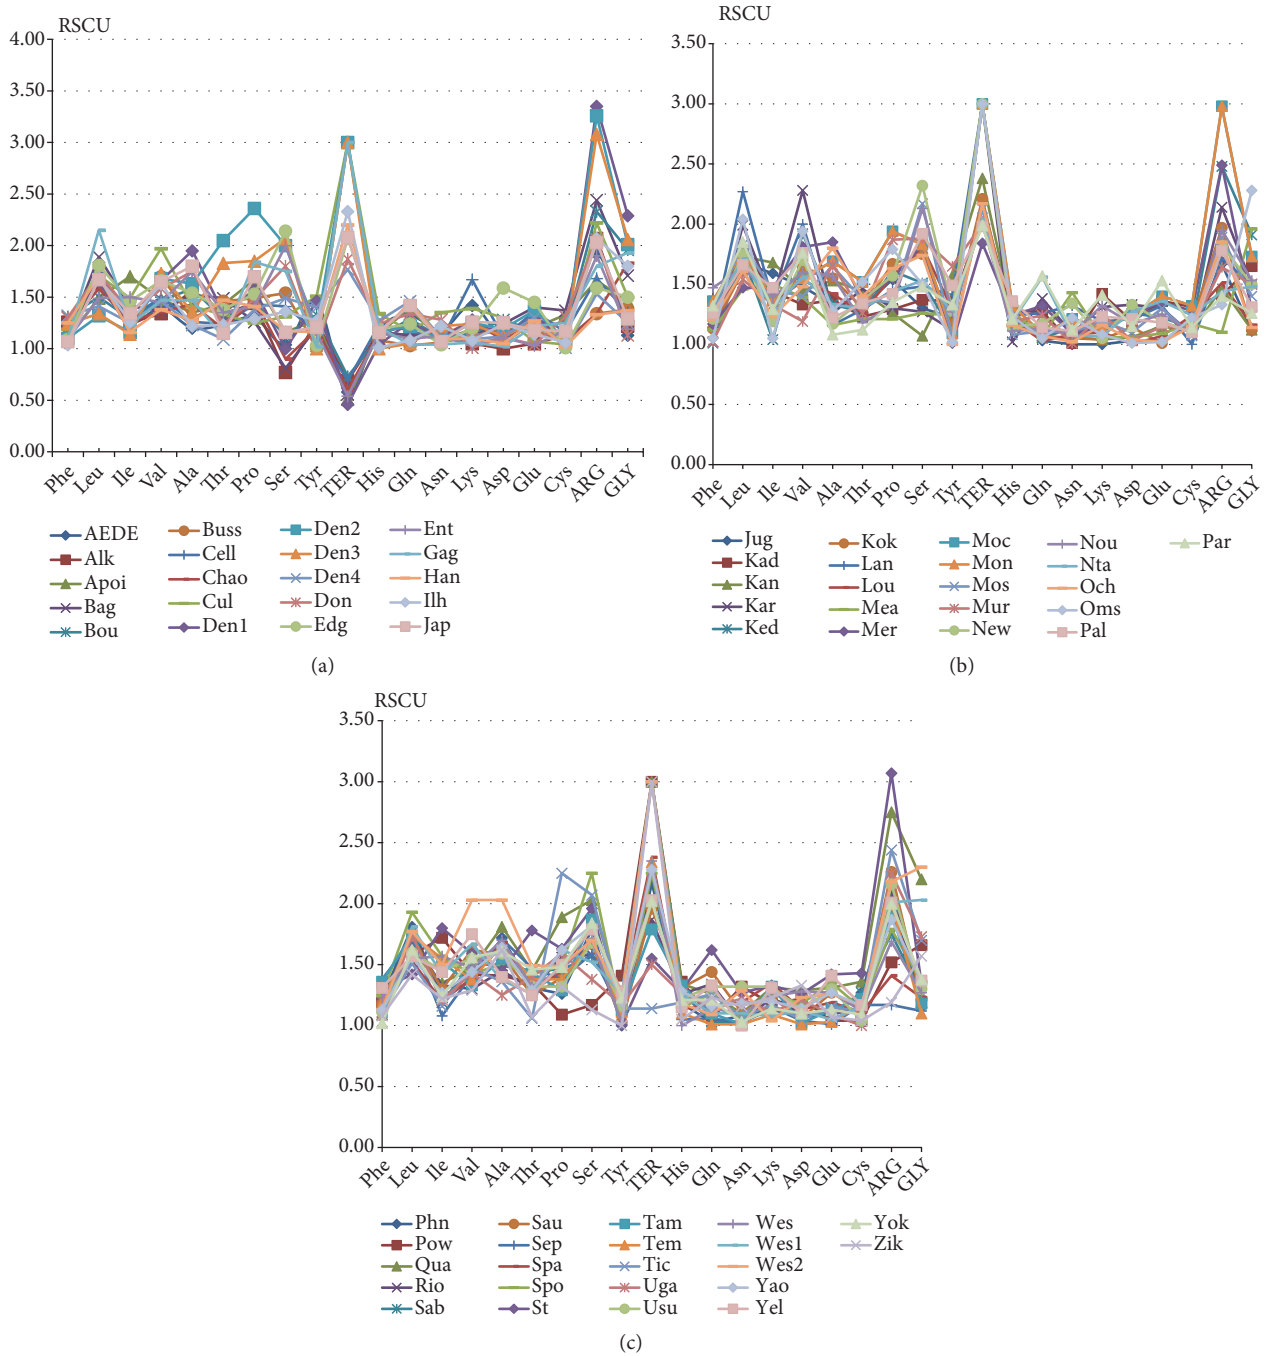 RSCU
4.00
3.50
3.00
2.50
2.00
1.50
1.00
0.50
0.00
Phe Leu Ile Val Ala Thr Pro Ser Tyr TER His Gln Asn Lys Asp Glu Cys ARG GLY
AEDE Buss Den2 Ent
Alk Cell Den3 Gag
Apoi Chao Den4 Han
Bag Cul Don Ilh
Bou Den1 Edg Jap
(a)
RSCU
3.50
3.00
2.50
2.00
1.50
1.00
0.50
0.00
Phe Leu Ile Val Ala Thr Pro Ser Tyr TER His Gln Asn Lys Asp Glu Cys ARG GLY
Jug Kok Moc Nou Par
Kad Lan Mon Nta
Kan Lou Mos Och
Kar Mea Mur Oms
Ked Mer New Pal
(b)
RSCU
3.50
3.00
2.50
2.00
1.50
1.00
0.50
0.00
Phe Leu Ile Val Ala Thr Pro Ser Tyr TER His Gln Asn Lys Asp Glu Cys ARG GLY
Phn Sau Tam Wes Yok
Pow Sep Tem Wes1 Zik
Qua Spa Tic Wes2
Rio Spo Uga Yao
Sab St Usu Yel
(c)